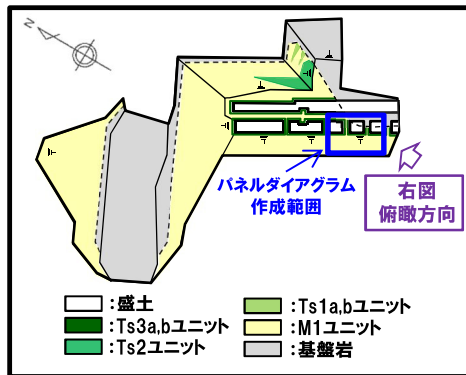 N
パネルダイアグラム
作成範囲
右図
俯瞰方向
:盛土
:Ts3a,bユニット
:Ts2ユニット
:Ts1a,bユニット
:M1ユニット
:基盤岩